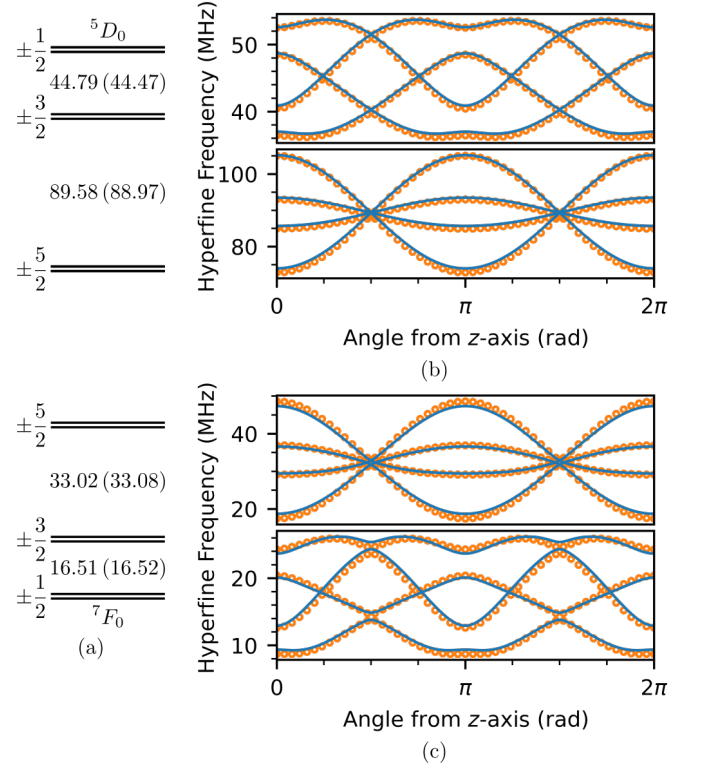 ⁵D₀
±1/2
44.79 (44.47)
±3/2
89.58 (88.97)
±5/2
Hyperfine Frequency (MHz)
50
40
100
80
0 π 2π
Angle from z-axis (rad)
(b)
±5/2
33.02 (33.08)
±3/2
16.51 (16.52)
±1/2
⁷F₀
(a)
Hyperfine Frequency (MHz)
40
20
20
10
0 π 2π
Angle from z-axis (rad)
(c)